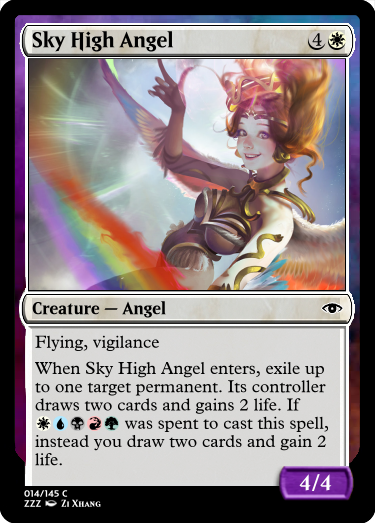 Sky High Angel 4
Creature — Angel
Flying, vigilance
When Sky High Angel enters, exile up
to one target permanent. Its controller
draws two cards and gains 2 life. If
was spent to cast this spell,
instead you draw two cards and gain 2
life.
4/4
014/145 C
ZZZ Zi Xhang